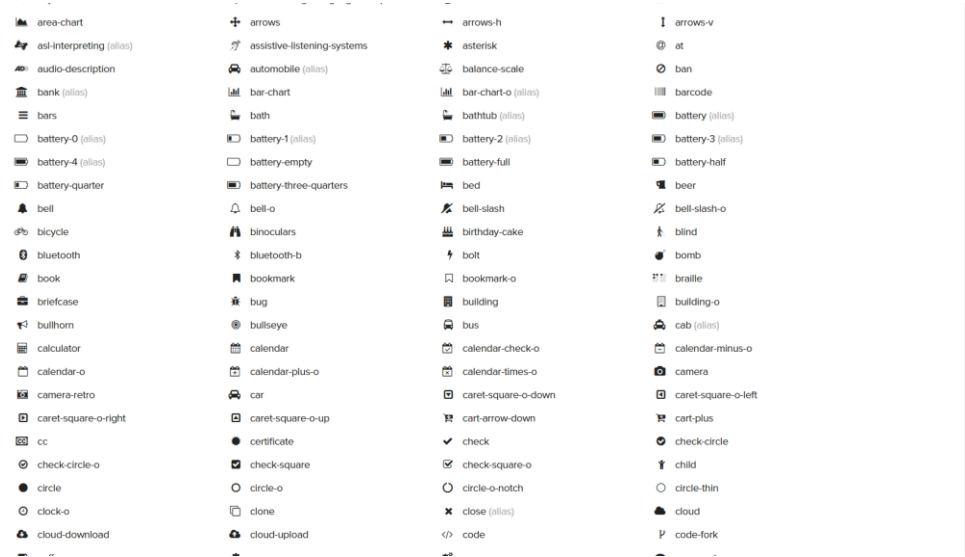 area-chart arrows arrows-h arrows-v
asl-interpreting (alias) assistive-listening-systems asterisk at
audio-description automobile (alias) balance-scale ban
bank (alias) bar-chart bar-chart-o (alias) barcode
bars bath bathtub (alias) battery (alias)
battery-0 (alias) battery-1 (alias) battery-2 (alias) battery-3 (alias)
battery-4 (alias) battery-empty battery-full battery-half
battery-quarter battery-three-quarters bed beer
bell bell-o bell-slash bell-slash-o
bicycle binoculars birthday-cake blind
bluetooth bluetooth-b bolt bomb
book bookmark bookmark-o braille
briefcase bug building building-o
bullhorn bullseye bus cab (alias)
calculator calendar calendar-check-o calendar-minus-o
calendar-o calendar-plus-o calendar-times-o camera
camera-retro car caret-square-o-down caret-square-o-left
caret-square-o-right caret-square-o-up cart-arrow-down cart-plus
cc certificate check check-circle
check-circle-o check-square check-square-o child
circle circle-o circle-o-notch circle-thin
clock-o clone close (alias) cloud
cloud-download cloud-upload code code-fork